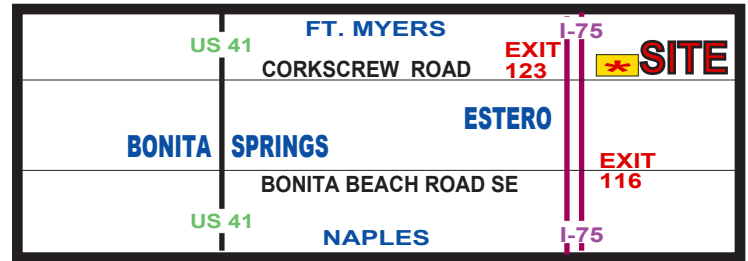 FT. MYERS
I-75
US 41
EXIT
123
SITE
CORKSCREW ROAD
ESTERO
BONITA SPRINGS
EXIT
116
BONITA BEACH ROAD SE
US 41
NAPLES
I-75